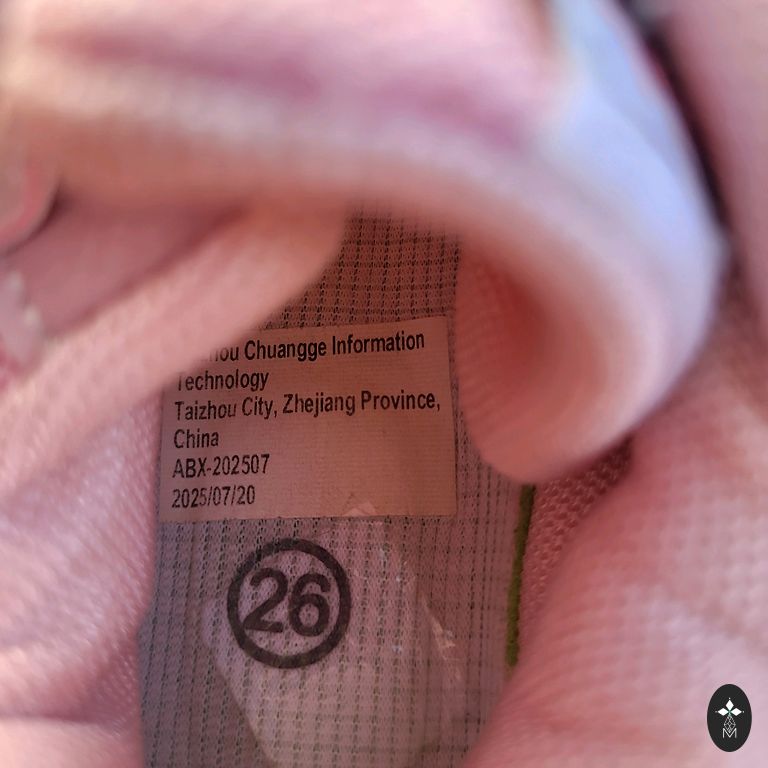 Chuangge Information
Technology
Taizhou City, Zhejiang Province,
China
ABX-202507
2025/07/20
26
M